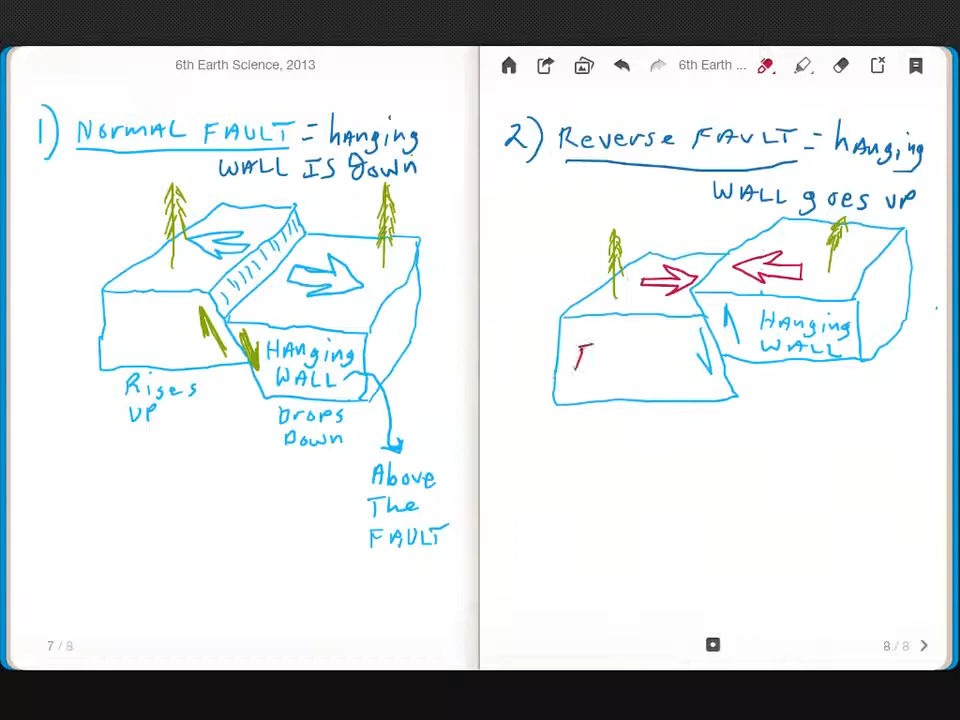 6th Earth Science, 2013
1) NORMAL FAULT = hANging
WALL IS Down
HANging
WALL
Rises
UP
DROPS
Down
Above
The
FAULT
7 / 8
6th Earth ...
2) Reverse FAULT = hANging
WALL goes UP
HANging
WALL
8 / 8